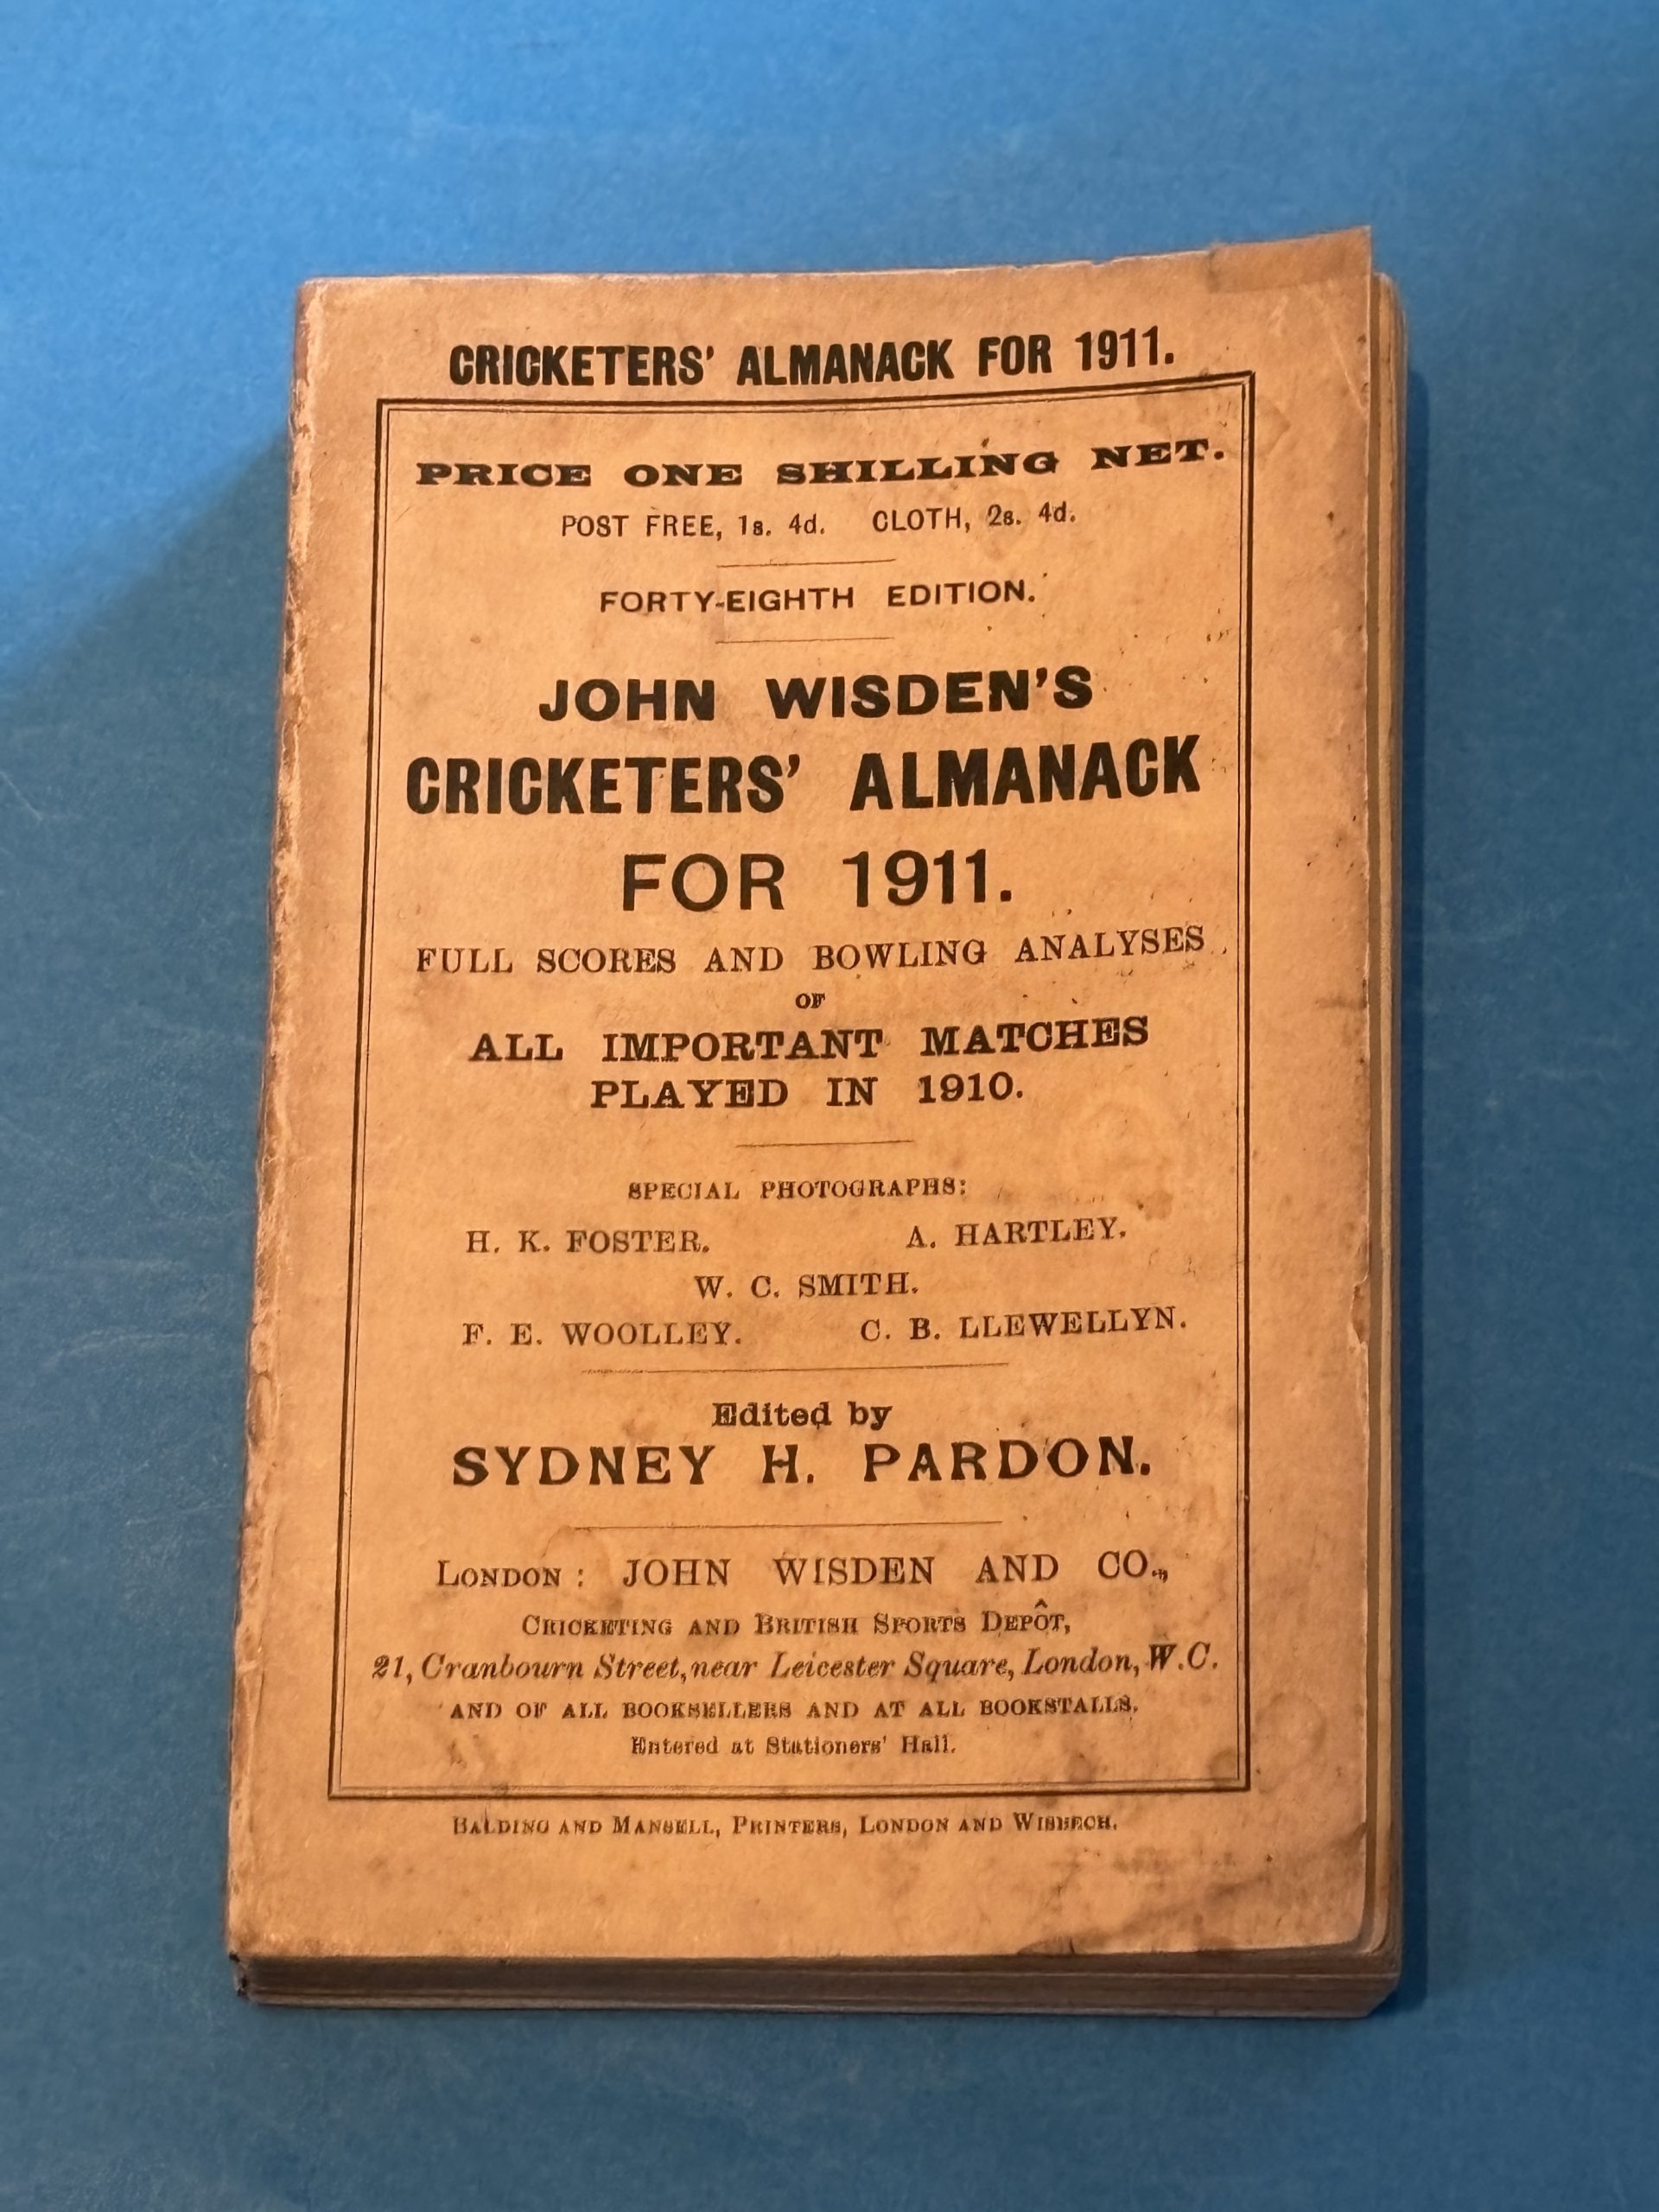 CRICKETERS' ALMANACK FOR 1911.
PRICE ONE SHILLING NET.
POST FREE, 1s. 4d. CLOTH, 2s. 4d.
FORTY-EIGHTH EDITION.
JOHN WISDEN'S
CRICKETERS' ALMANACK
FOR 1911.
FULL SCORES AND BOWLING ANALYSES
OF
ALL IMPORTANT MATCHES
PLAYED IN 1910.
SPECIAL PHOTOGRAPHS:
H. K. FOSTER. A. HARTLEY.
W. C. SMITH.
F. E. WOOLLEY. C. B. LLEWELLYN.
Edited by
SYDNEY H. PARDON.
LONDON: JOHN WISDEN AND CO.,
CRICKETING AND BRITISH SPORTS DEPÔT,
21, Cranbourn Street, near Leicester Square, London, W.C.
AND OF ALL BOOKSELLERS AND AT ALL BOOKSTALLS.
Entered at Stationers' Hall.
BALDING AND MANSELL, PRINTERS, LONDON AND WISBECH.